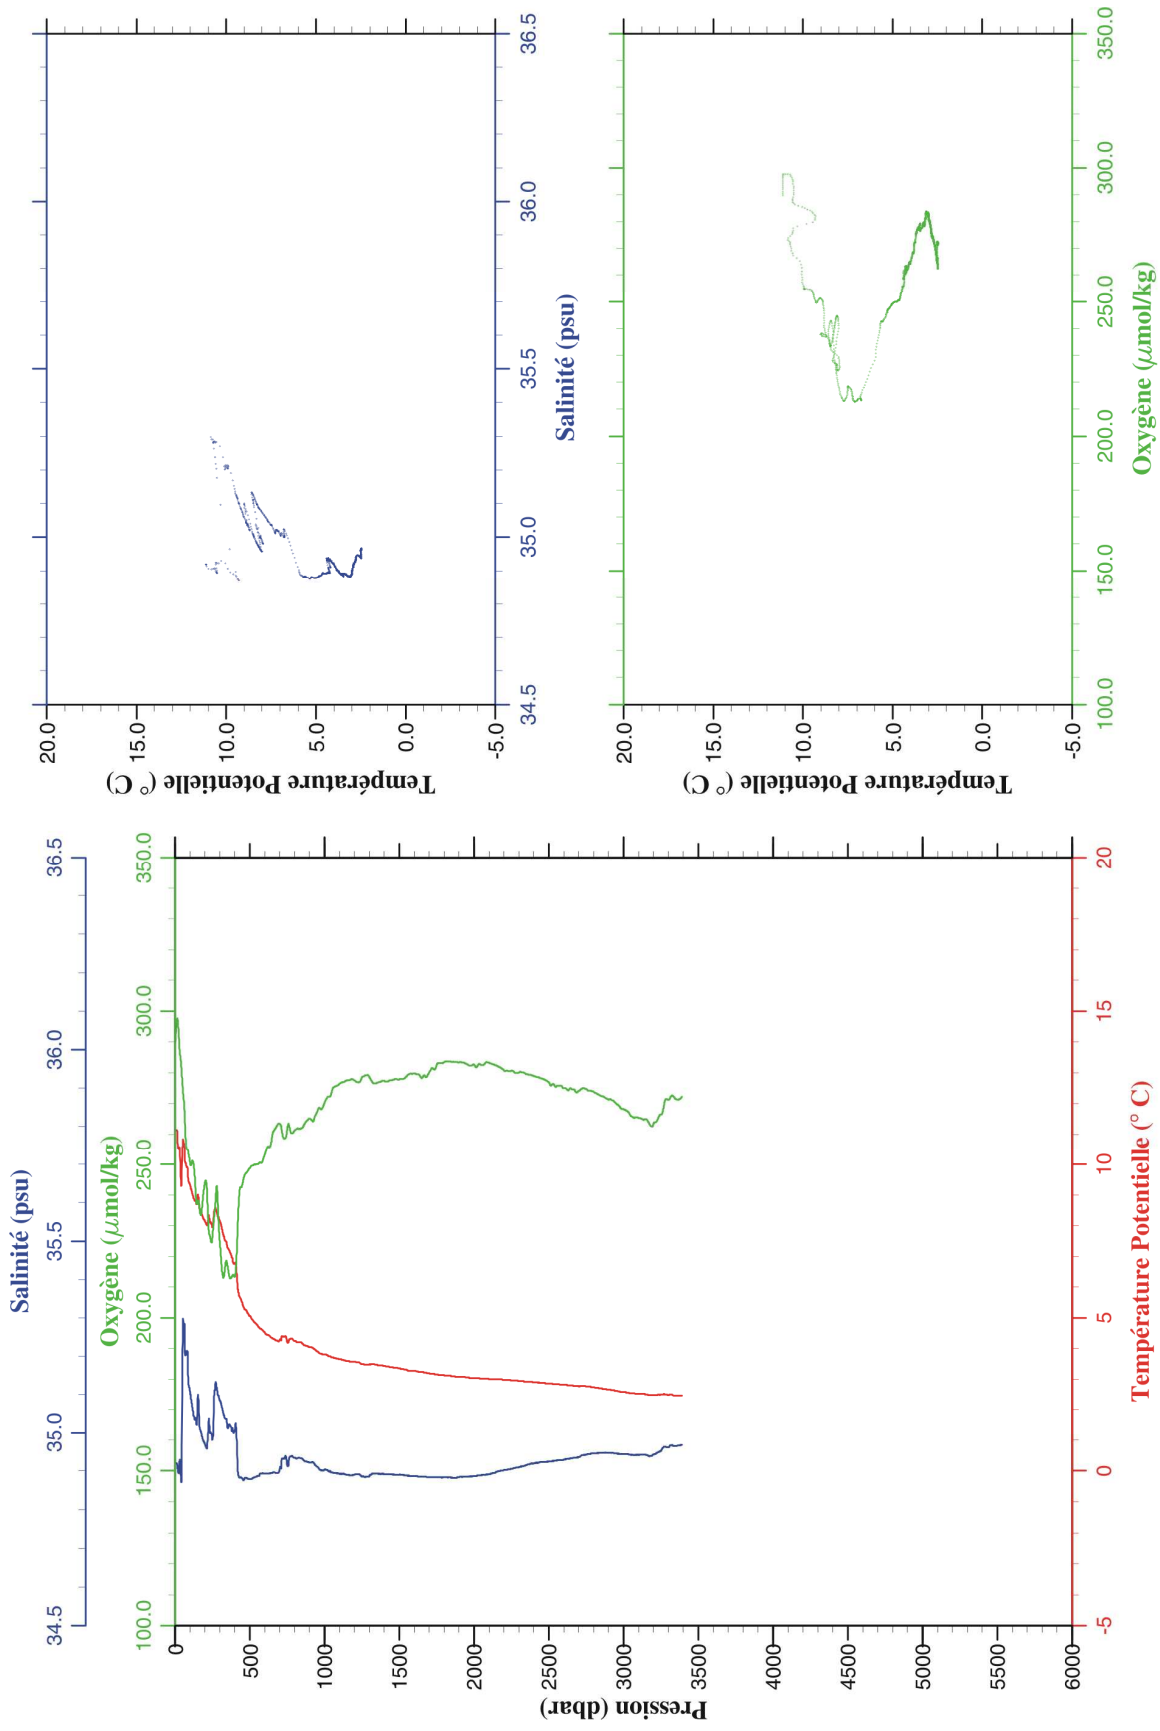 Salinité (psu)
34.5 35.0 35.5 36.0 36.5
Oxygène (µmol/kg)
100.0 150.0 200.0 250.0 300.0 350.0
Pression (dbar)
0
500
1000
1500
2000
2500
3000
3500
4000
4500
5000
5500
6000
-5 0 5 10 15 20
Température Potentielle (° C)
Température Potentielle (° C)
20.0
15.0
10.0
5.0
0.0
-5.0
34.5 35.0 35.5 36.0 36.5
Salinité (psu)
Température Potentielle (° C)
20.0
15.0
10.0
5.0
0.0
-5.0
100.0 150.0 200.0 250.0 300.0 350.0
Oxygène (µmol/kg)